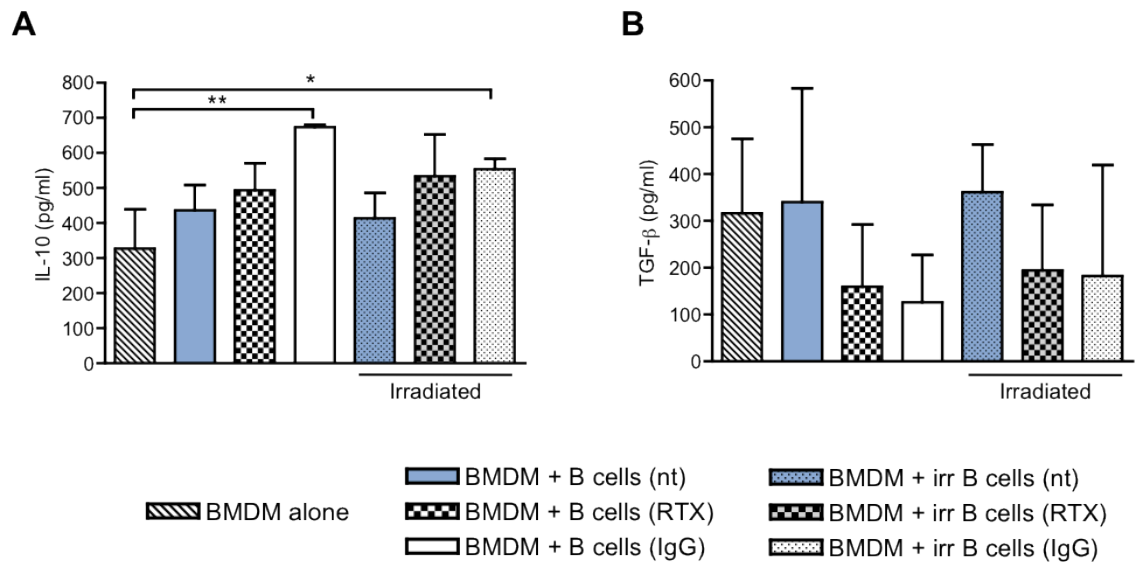 A
IL-10 (pg/ml)
800
700
600
500
400
300
200
100
0
*
**
Irradiated
B
TGF-β (pg/ml)
600
500
400
300
200
100
0
Irradiated
BMDM alone
BMDM + B cells (nt)
BMDM + B cells (RTX)
BMDM + B cells (IgG)
BMDM + irr B cells (nt)
BMDM + irr B cells (RTX)
BMDM + irr B cells (IgG)